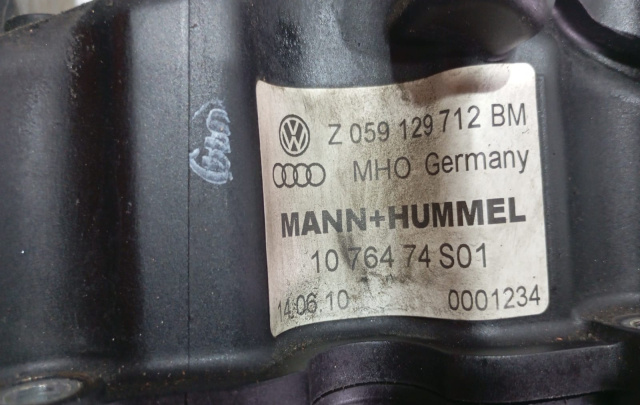 Z 059 129 712 BM
MHO Germany
MANN+HUMMEL
10 764 74 S01
14.06.10 0001234